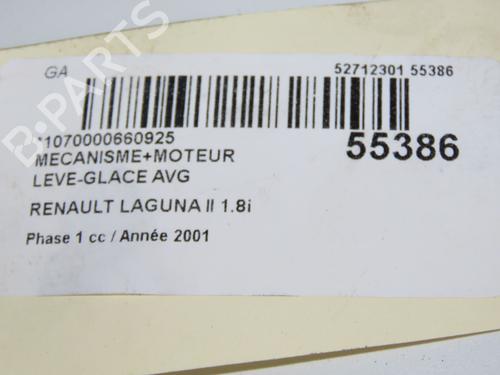 GA
52712301 55386
*1070000660925
55386
MECANISME+MOTEUR
LEVE-GLACE AVG
RENAULT LAGUNA II 1.8i
Phase 1 cc / Année 2001
B-PARTS